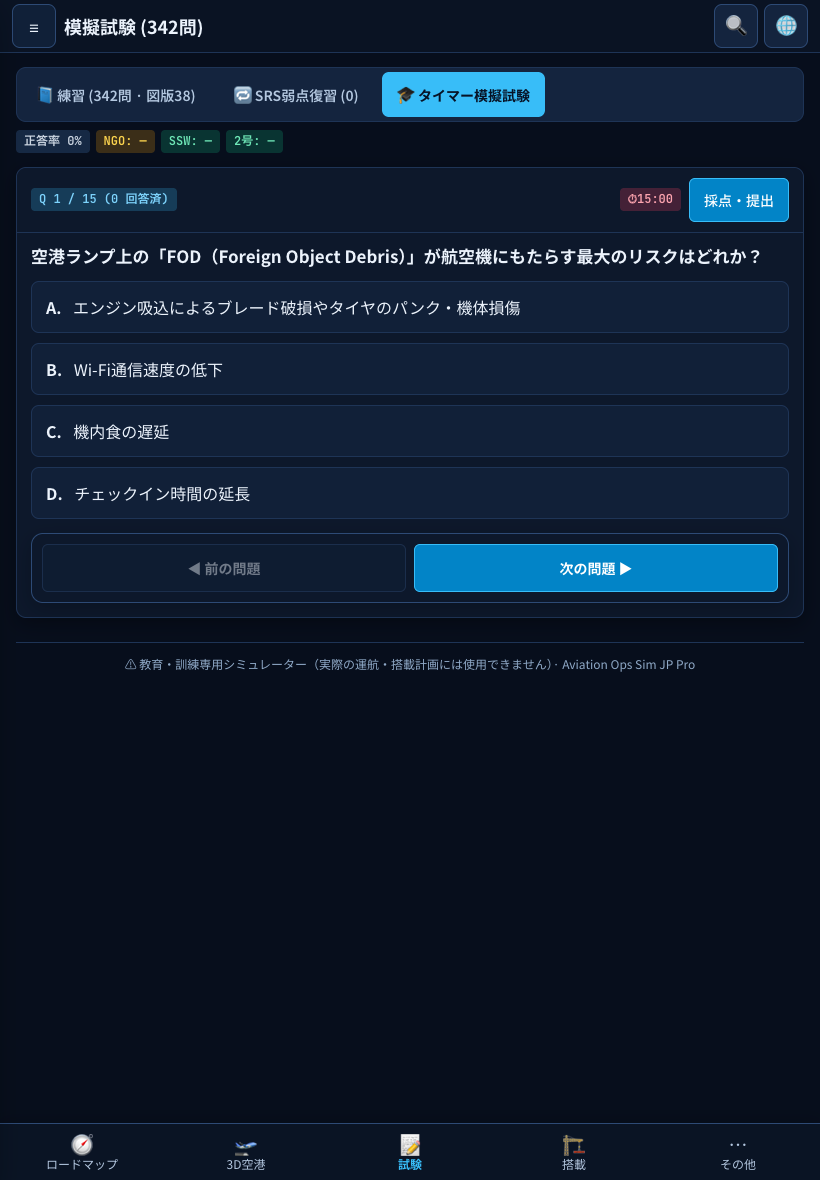 ≡ 模擬試験 (342問)
練習 (342問・図版38)
SRS弱点復習 (0)
タイマー模擬試験
正答率 0%
NGO: —
SSW: —
2号: —
Q 1 / 15 (0 回答済)
⏱15:00
採点・提出
空港ランプ上の「FOD（Foreign Object Debris）」が航空機にもたらす最大のリスクはどれか？
A. エンジン吸込によるブレード破損やタイヤのパンク・機体損傷
B. Wi-Fi通信速度の低下
C. 機内食の遅延
D. チェックイン時間の延長
◀ 前の問題
次の問題 ▶
⚠ 教育・訓練専用シミュレーター（実際の運航・搭載計画には使用できません）· Aviation Ops Sim JP Pro
ロードマップ
3D空港
試験
搭載
… その他